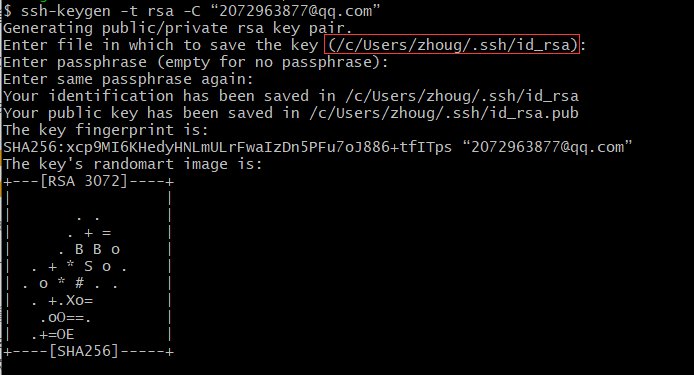 $ ssh-keygen -t rsa -C “2072963877@qq.com”
Generating public/private rsa key pair.
Enter file in which to save the key (/c/Users/zhoug/.ssh/id_rsa):
Enter passphrase (empty for no passphrase):
Enter same passphrase again:
Your identification has been saved in /c/Users/zhoug/.ssh/id_rsa
Your public key has been saved in /c/Users/zhoug/.ssh/id_rsa.pub
The key fingerprint is:
SHA256:xcp9MI6KHedyHNLmULrFwaIzDn5PFu7oJ886+tfITps “2072963877@qq.com”
The key's randomart image is:
+---[RSA 3072]----+
|                 |
|       . .       |
|      . + =      |
|     . B B o     |
|  . + * S o .    |
| . o * # . .     |
|  . +.Xo=        |
|   .oO==.        |
|  .+=OE          |
+----[SHA256]-----+